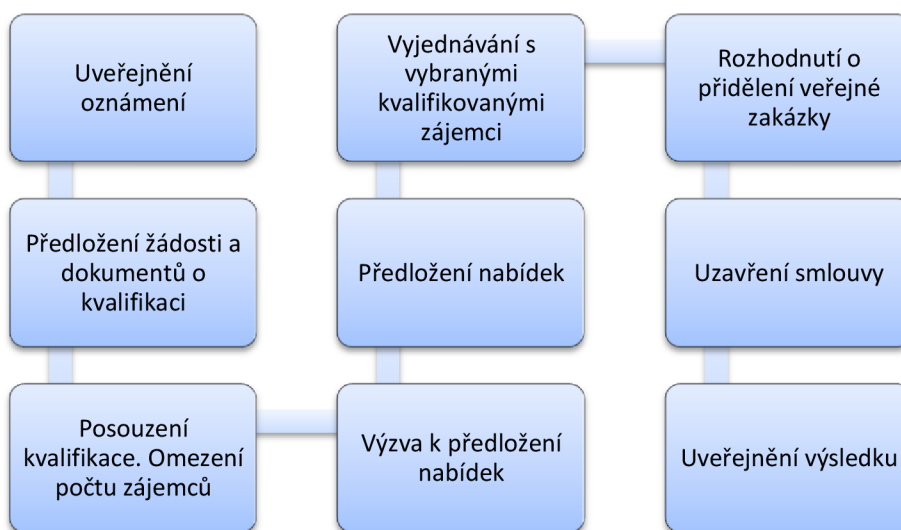 Uveřejnění
oznámení
Předložení žádosti a
dokumentů o
kvalifikaci
Posouzení
kvalifikace. Omezení
počtu zájemců
Výzva k předložení
nabídek
Předložení nabídek
Vyjednávání s
vybranými
kvalifikovanými
zájemci
Rozhodnutí o
přidělení veřejné
zakázky
Uzavření smlouvy
Uveřejnění výsledku